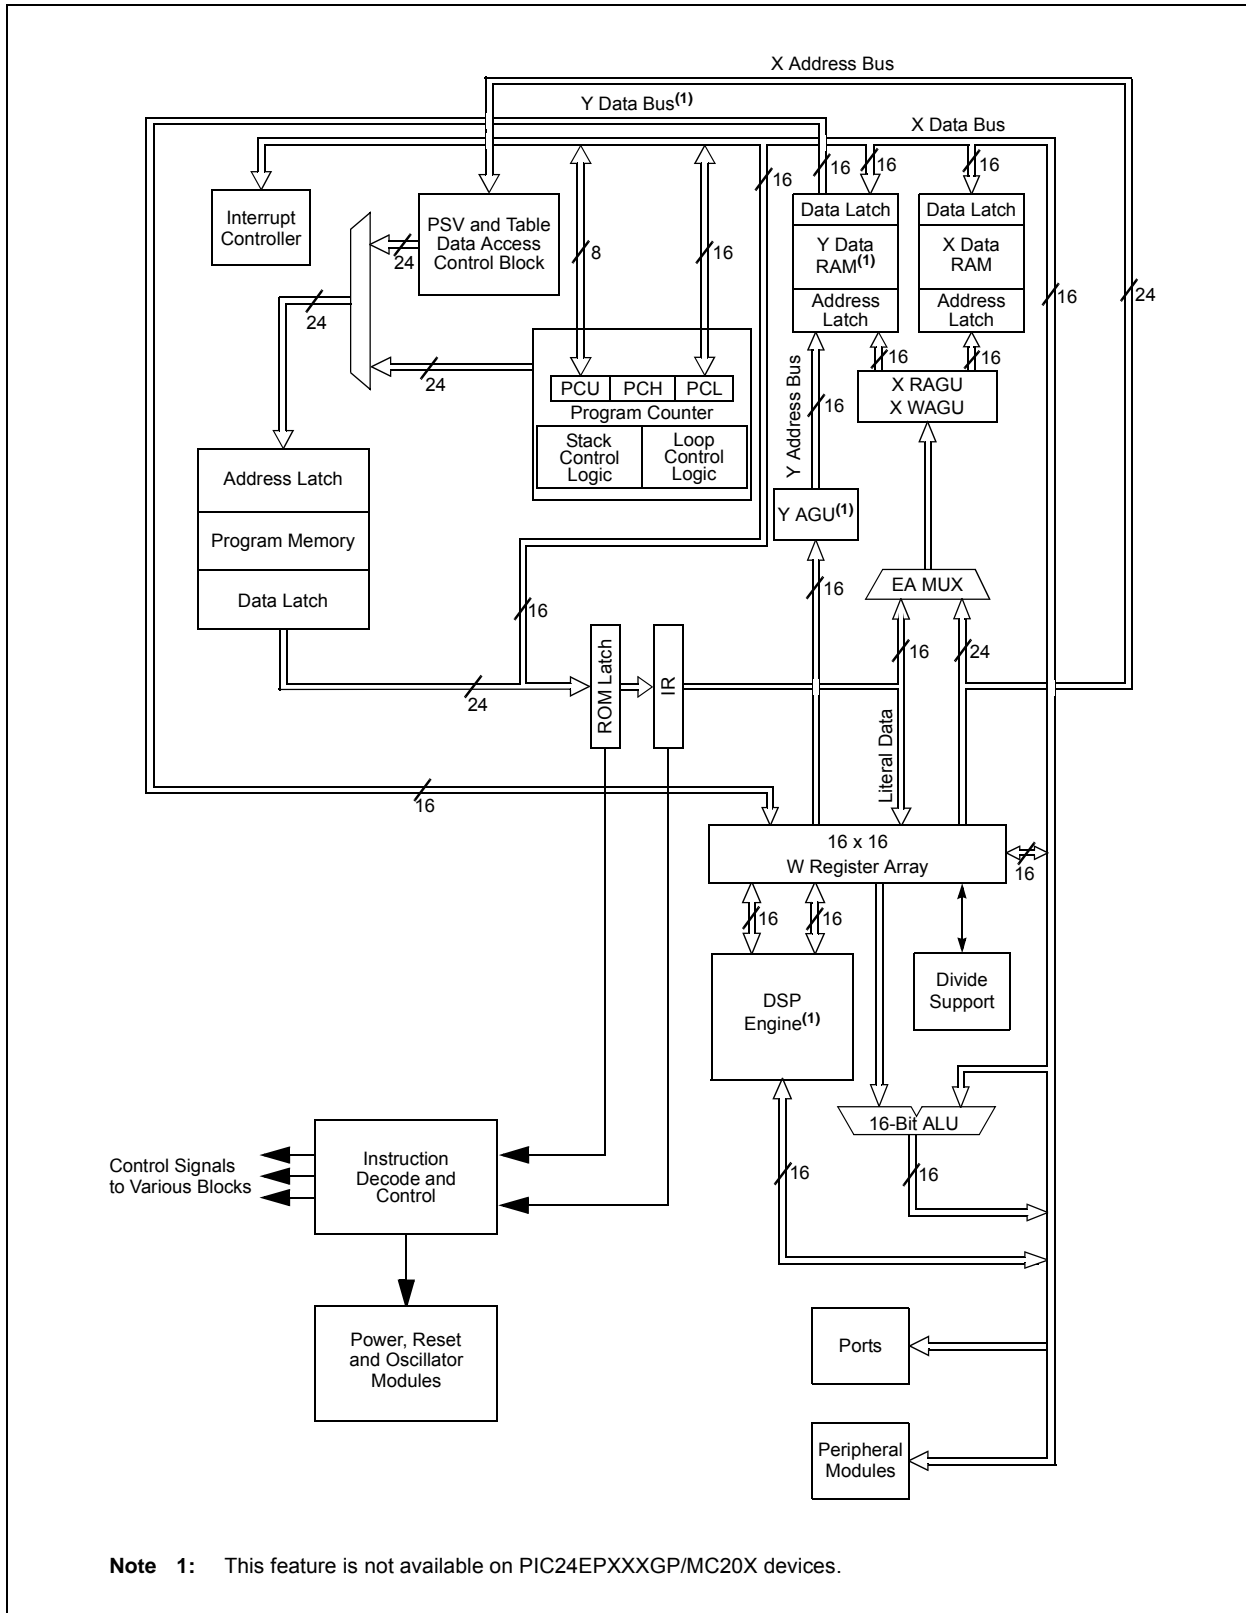 X Address Bus
Y Data Bus(1)
X Data Bus
16
16
16
16
Interrupt
Controller
PSV and Table
Data Access
Control Block
24
8
16
Data Latch
Y Data
RAM(1)
Address
Latch
Data Latch
X Data
RAM
Address
Latch
16
24
24
24
PCU
PCH
PCL
Program Counter
Stack
Control
Logic
Loop
Control
Logic
16
16
X RAGU
X WAGU
Y Address Bus
16
Y AGU(1)
Address Latch
Program Memory
Data Latch
16
16
EA MUX
16
24
24
ROM Latch
IR
Literal Data
16
16 x 16
W Register Array
16
16
16
DSP
Engine(1)
Divide
Support
16-Bit ALU
16
16
Control Signals
to Various Blocks
Instruction
Decode and
Control
Power, Reset
and Oscillator
Modules
Ports
Peripheral
Modules
Note 1: This feature is not available on PIC24EPXXXGP/MC20X devices.